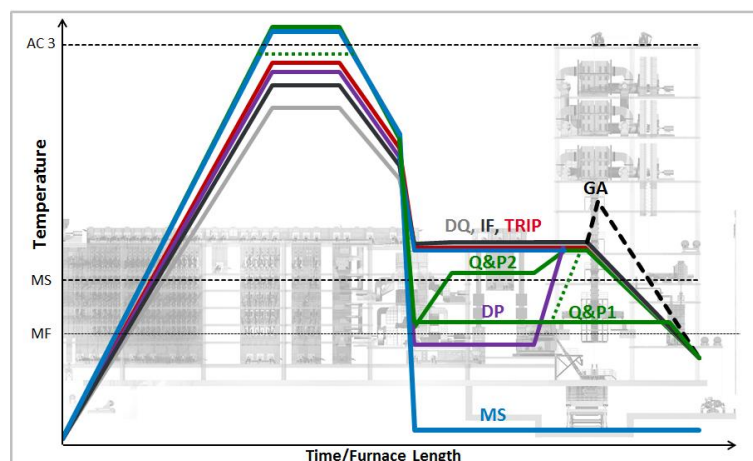 AC 3
Temperature
GA
DQ, IF, TRIP
Q&P2
MS
DP
Q&P1
MF
MS
Time/Furnace Length